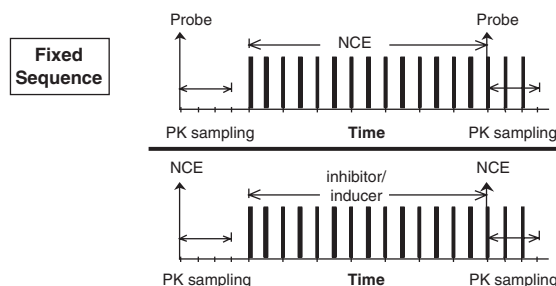 Fixed
Sequence
Probe
NCE
Probe
PK sampling
Time
PK sampling
NCE
inhibitor/
inducer
NCE
PK sampling
Time
PK sampling